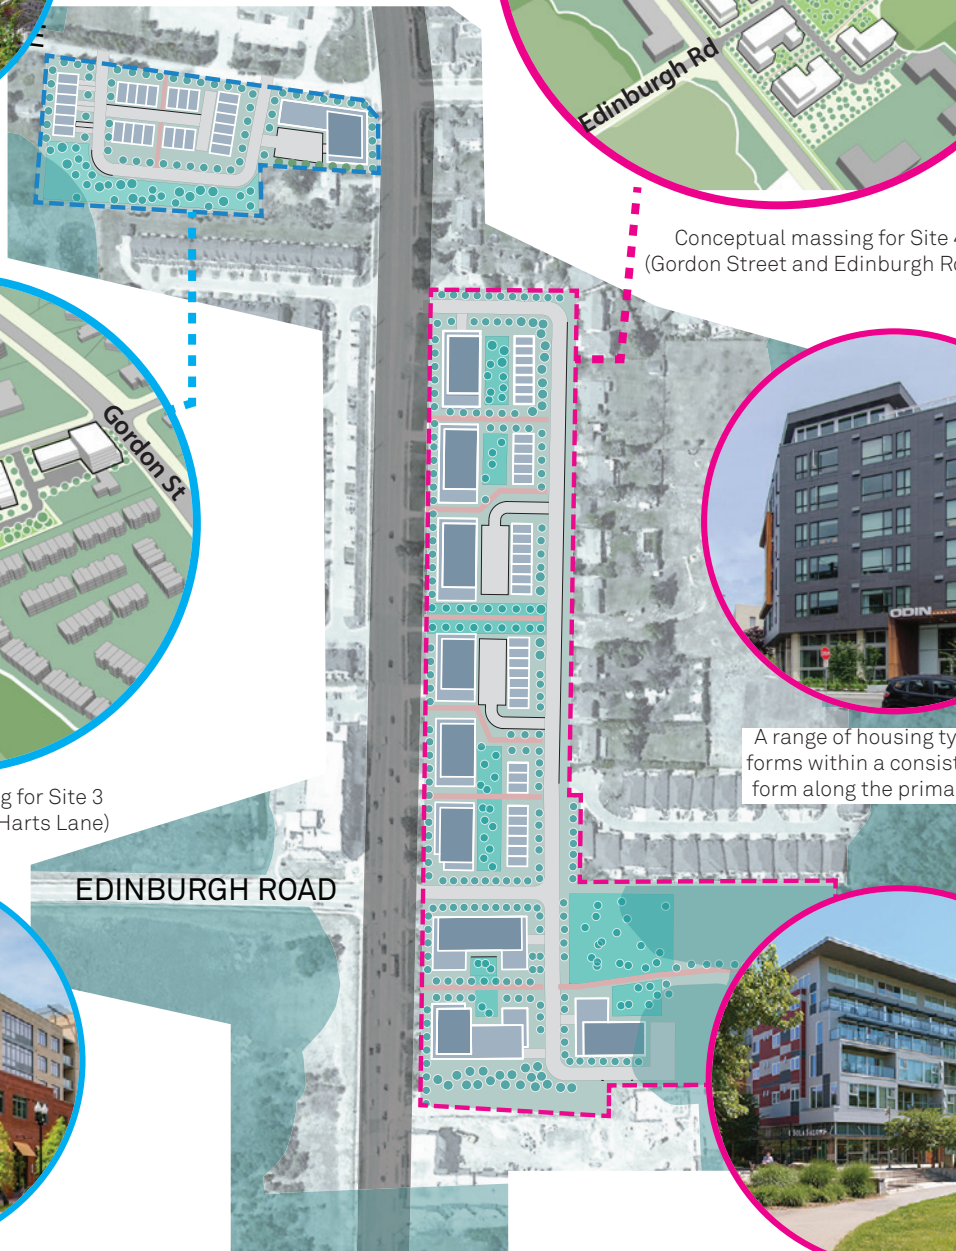 E
Edinburgh Rd
Conceptual massing for Site 4
(Gordon Street and Edinburgh Ro
Gordon St
ODIN
A range of housing ty
forms within a consist
form along the prima
g for Site 3
Harts Lane)
EDINBURGH ROAD